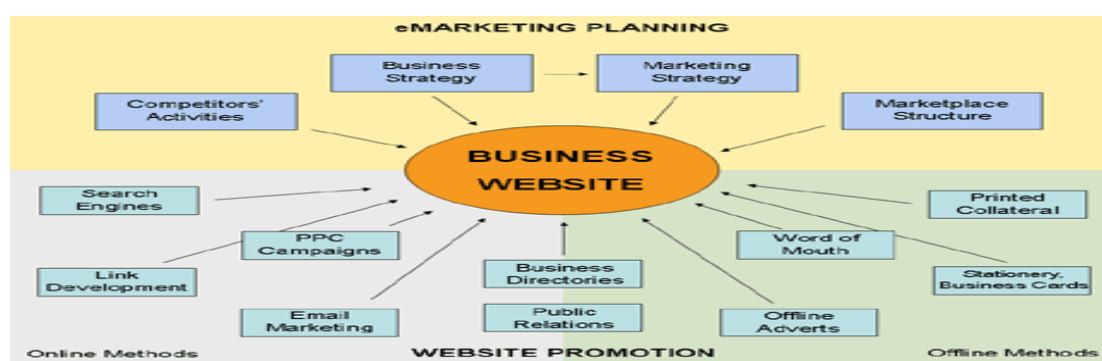 eMARKETING PLANNING
Business
Strategy
Marketing
Strategy
Competitors'
Activities
Marketplace
Structure
BUSINESS
WEBSITE
Search
Engines
Printed
Collateral
PPC
Campaigns
Word of
Mouth
Link
Development
Business
Directories
Stationery,
Business Cards
Email
Marketing
Public
Relations
Offline
Adverts
Online Methods
WEBSITE PROMOTION
Offline Methods